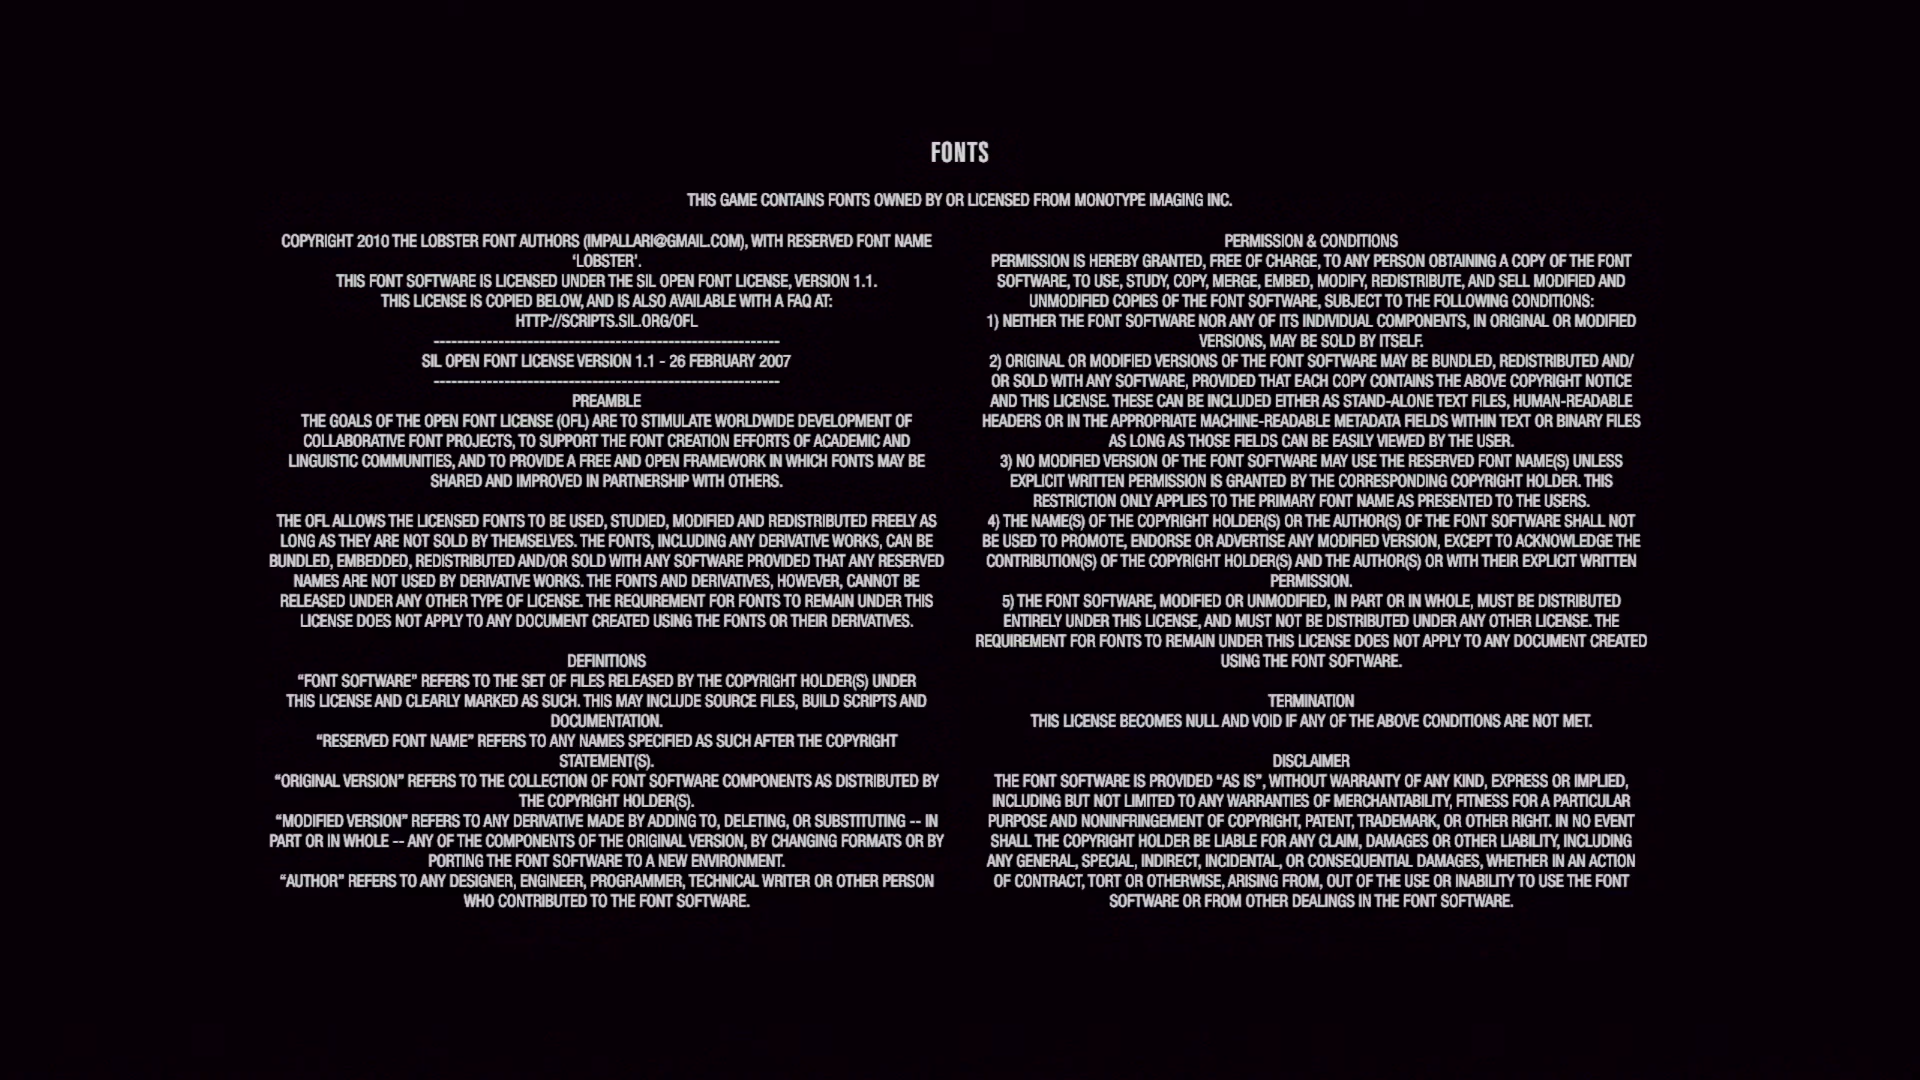 FONTS
THIS GAME CONTAINS FONTS OWNED BY OR LICENSED FROM MONOTYPE IMAGING INC.
COPYRIGHT 2010 THE LOBSTER FONT AUTHORS (IMPALLARI@GMAIL.COM), WITH RESERVED FONT NAME
‘LOBSTER’.
THIS FONT SOFTWARE IS LICENSED UNDER THE SIL OPEN FONT LICENSE, VERSION 1.1.
THIS LICENSE IS COPIED BELOW, AND IS ALSO AVAILABLE WITH A FAQ AT:
HTTP://SCRIPTS.SIL.ORG/OFL
-----------------------------------------------------------
SIL OPEN FONT LICENSE VERSION 1.1 - 26 FEBRUARY 2007
-----------------------------------------------------------
PREAMBLE
THE GOALS OF THE OPEN FONT LICENSE (OFL) ARE TO STIMULATE WORLDWIDE DEVELOPMENT OF
COLLABORATIVE FONT PROJECTS, TO SUPPORT THE FONT CREATION EFFORTS OF ACADEMIC AND
LINGUISTIC COMMUNITIES, AND TO PROVIDE A FREE AND OPEN FRAMEWORK IN WHICH FONTS MAY BE
SHARED AND IMPROVED IN PARTNERSHIP WITH OTHERS.
THE OFL ALLOWS THE LICENSED FONTS TO BE USED, STUDIED, MODIFIED AND REDISTRIBUTED FREELY AS
LONG AS THEY ARE NOT SOLD BY THEMSELVES. THE FONTS, INCLUDING ANY DERIVATIVE WORKS, CAN BE
BUNDLED, EMBEDDED, REDISTRIBUTED AND/OR SOLD WITH ANY SOFTWARE PROVIDED THAT ANY RESERVED
NAMES ARE NOT USED BY DERIVATIVE WORKS. THE FONTS AND DERIVATIVES, HOWEVER, CANNOT BE
RELEASED UNDER ANY OTHER TYPE OF LICENSE. THE REQUIREMENT FOR FONTS TO REMAIN UNDER THIS
LICENSE DOES NOT APPLY TO ANY DOCUMENT CREATED USING THE FONTS OR THEIR DERIVATIVES.
DEFINITIONS
“FONT SOFTWARE” REFERS TO THE SET OF FILES RELEASED BY THE COPYRIGHT HOLDER(S) UNDER
THIS LICENSE AND CLEARLY MARKED AS SUCH. THIS MAY INCLUDE SOURCE FILES, BUILD SCRIPTS AND
DOCUMENTATION.
“RESERVED FONT NAME” REFERS TO ANY NAMES SPECIFIED AS SUCH AFTER THE COPYRIGHT
STATEMENT(S).
“ORIGINAL VERSION” REFERS TO THE COLLECTION OF FONT SOFTWARE COMPONENTS AS DISTRIBUTED BY
THE COPYRIGHT HOLDER(S).
“MODIFIED VERSION” REFERS TO ANY DERIVATIVE MADE BY ADDING TO, DELETING, OR SUBSTITUTING -- IN
PART OR IN WHOLE -- ANY OF THE COMPONENTS OF THE ORIGINAL VERSION, BY CHANGING FORMATS OR BY
PORTING THE FONT SOFTWARE TO A NEW ENVIRONMENT.
“AUTHOR” REFERS TO ANY DESIGNER, ENGINEER, PROGRAMMER, TECHNICAL WRITER OR OTHER PERSON
WHO CONTRIBUTED TO THE FONT SOFTWARE.
PERMISSION & CONDITIONS
PERMISSION IS HEREBY GRANTED, FREE OF CHARGE, TO ANY PERSON OBTAINING A COPY OF THE FONT
SOFTWARE, TO USE, STUDY, COPY, MERGE, EMBED, MODIFY, REDISTRIBUTE, AND SELL MODIFIED AND
UNMODIFIED COPIES OF THE FONT SOFTWARE, SUBJECT TO THE FOLLOWING CONDITIONS:
1) NEITHER THE FONT SOFTWARE NOR ANY OF ITS INDIVIDUAL COMPONENTS, IN ORIGINAL OR MODIFIED
VERSIONS, MAY BE SOLD BY ITSELF.
2) ORIGINAL OR MODIFIED VERSIONS OF THE FONT SOFTWARE MAY BE BUNDLED, REDISTRIBUTED AND/
OR SOLD WITH ANY SOFTWARE, PROVIDED THAT EACH COPY CONTAINS THE ABOVE COPYRIGHT NOTICE
AND THIS LICENSE. THESE CAN BE INCLUDED EITHER AS STAND-ALONE TEXT FILES, HUMAN-READABLE
HEADERS OR IN THE APPROPRIATE MACHINE-READABLE METADATA FIELDS WITHIN TEXT OR BINARY FILES
AS LONG AS THOSE FIELDS CAN BE EASILY VIEWED BY THE USER.
3) NO MODIFIED VERSION OF THE FONT SOFTWARE MAY USE THE RESERVED FONT NAME(S) UNLESS
EXPLICIT WRITTEN PERMISSION IS GRANTED BY THE CORRESPONDING COPYRIGHT HOLDER. THIS
RESTRICTION ONLY APPLIES TO THE PRIMARY FONT NAME AS PRESENTED TO THE USERS.
4) THE NAME(S) OF THE COPYRIGHT HOLDER(S) OR THE AUTHOR(S) OF THE FONT SOFTWARE SHALL NOT
BE USED TO PROMOTE, ENDORSE OR ADVERTISE ANY MODIFIED VERSION, EXCEPT TO ACKNOWLEDGE THE
CONTRIBUTION(S) OF THE COPYRIGHT HOLDER(S) AND THE AUTHOR(S) OR WITH THEIR EXPLICIT WRITTEN
PERMISSION.
5) THE FONT SOFTWARE, MODIFIED OR UNMODIFIED, IN PART OR IN WHOLE, MUST BE DISTRIBUTED
ENTIRELY UNDER THIS LICENSE, AND MUST NOT BE DISTRIBUTED UNDER ANY OTHER LICENSE. THE
REQUIREMENT FOR FONTS TO REMAIN UNDER THIS LICENSE DOES NOT APPLY TO ANY DOCUMENT CREATED
USING THE FONT SOFTWARE.
TERMINATION
THIS LICENSE BECOMES NULL AND VOID IF ANY OF THE ABOVE CONDITIONS ARE NOT MET.
DISCLAIMER
THE FONT SOFTWARE IS PROVIDED “AS IS”, WITHOUT WARRANTY OF ANY KIND, EXPRESS OR IMPLIED,
INCLUDING BUT NOT LIMITED TO ANY WARRANTIES OF MERCHANTABILITY, FITNESS FOR A PARTICULAR
PURPOSE AND NONINFRINGEMENT OF COPYRIGHT, PATENT, TRADEMARK, OR OTHER RIGHT. IN NO EVENT
SHALL THE COPYRIGHT HOLDER BE LIABLE FOR ANY CLAIM, DAMAGES OR OTHER LIABILITY, INCLUDING
ANY GENERAL, SPECIAL, INDIRECT, INCIDENTAL, OR CONSEQUENTIAL DAMAGES, WHETHER IN AN ACTION
OF CONTRACT, TORT OR OTHERWISE, ARISING FROM, OUT OF THE USE OR INABILITY TO USE THE FONT
SOFTWARE OR FROM OTHER DEALINGS IN THE FONT SOFTWARE.